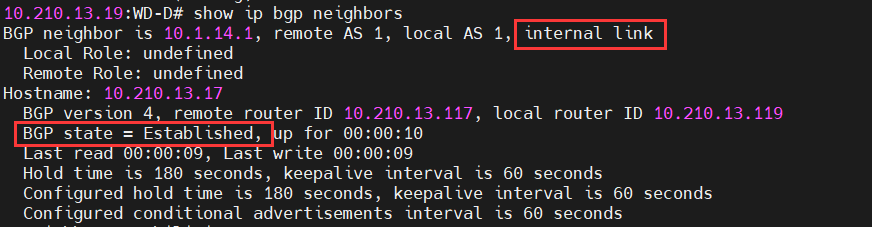 10.210.13.19:WD-D# show ip bgp neighbors
BGP neighbor is 10.1.14.1, remote AS 1, local AS 1, internal link
Local Role: undefined
Remote Role: undefined
Hostname: 10.210.13.17
BGP version 4, remote router ID 10.210.13.117, local router ID 10.210.13.119
BGP state = Established, up for 00:00:10
Last read 00:00:09, Last write 00:00:09
Hold time is 180 seconds, keepalive interval is 60 seconds
Configured hold time is 180 seconds, keepalive interval is 60 seconds
Configured conditional advertisements interval is 60 seconds